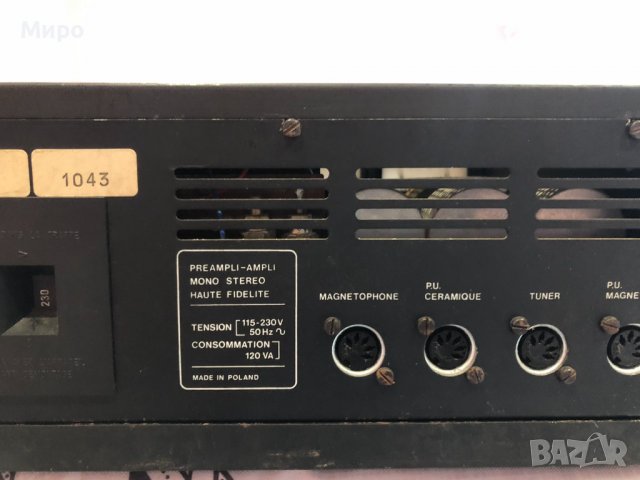 Миро
1043
PREAMPLI-AMPLI
MONO STEREO
HAUTE FIDELITE
TENSION 115-230V
50Hz ∿
CONSOMMATION
120 VA
MADE IN POLAND
230
MAGNETOPHONE
P.U.
CERAMIQUE
TUNER
P.U.
MAGNE
BAZAR